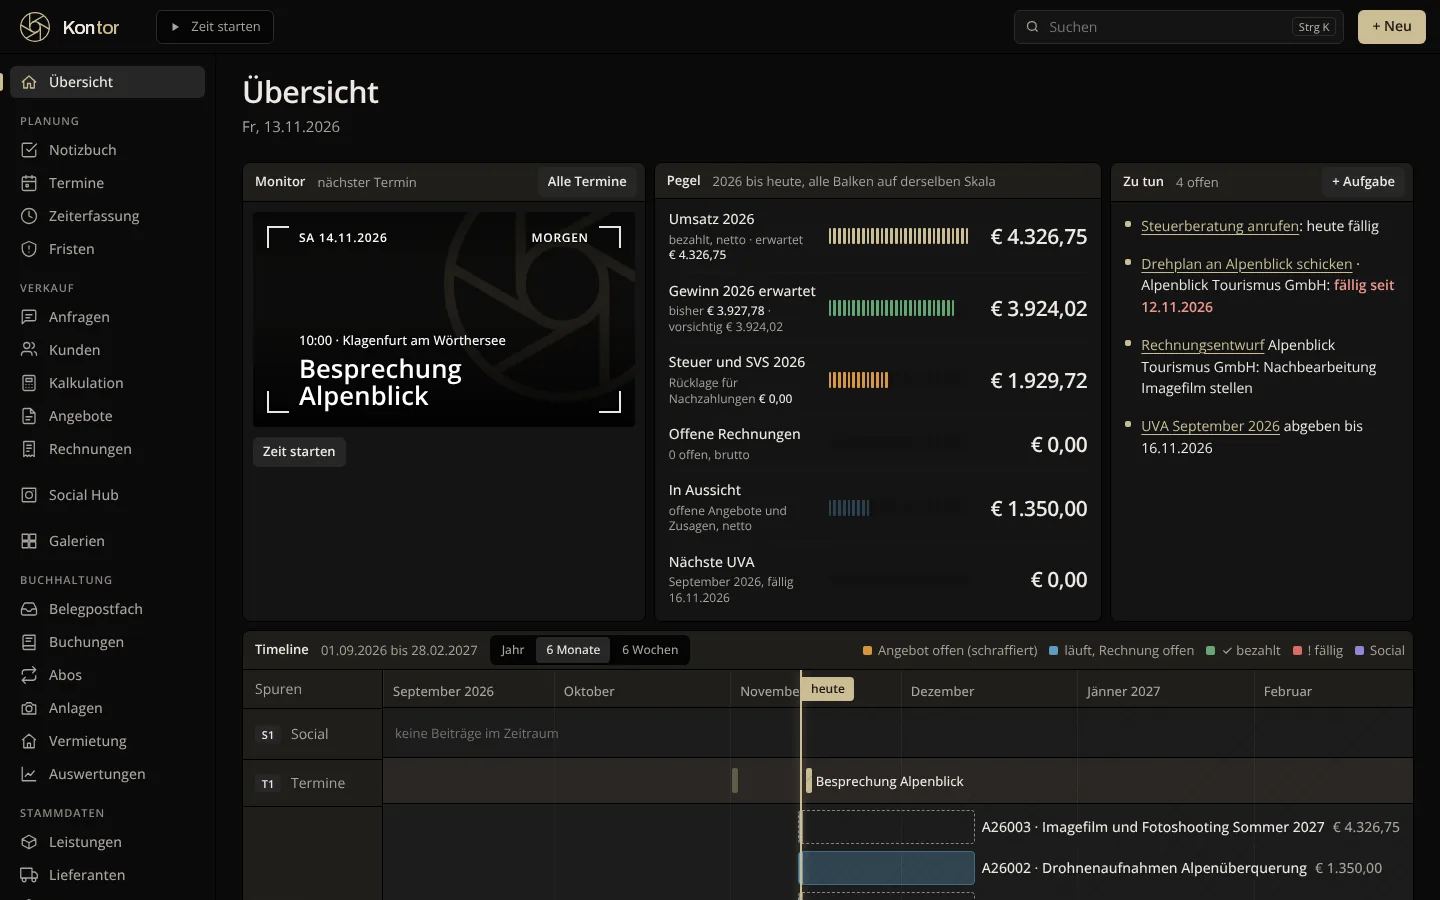 Kontor
Zeit starten
Suchen
Strg K
+ Neu
Übersicht
PLANUNG
Notizbuch
Termine
Zeiterfassung
Fristen
VERKAUF
Anfragen
Kunden
Kalkulation
Angebote
Rechnungen
Social Hub
Galerien
BUCHHALTUNG
Belegpostfach
Buchungen
Abos
Anlagen
Vermietung
Auswertungen
STAMMDATEN
Leistungen
Lieferanten
Übersicht
Fr, 13.11.2026
Monitor nächster Termin
Alle Termine
SA 14.11.2026
MORGEN
10:00 · Klagenfurt am Wörthersee
Besprechung
Alpenblick
Zeit starten
Pegel 2026 bis heute, alle Balken auf derselben Skala
Umsatz 2026
bezahlt, netto · erwartet
€ 4.326,75
€ 4.326,75
Gewinn 2026 erwartet
bisher € 3.927,78 ·
vorsichtig € 3.924,02
€ 3.924,02
Steuer und SVS 2026
Rücklage für
Nachzahlungen € 0,00
€ 1.929,72
Offene Rechnungen
0 offen, brutto
€ 0,00
In Aussicht
offene Angebote und
Zusagen, netto
€ 1.350,00
Nächste UVA
September 2026, fällig
16.11.2026
€ 0,00
Zu tun 4 offen
+ Aufgabe
Steuerberatung anrufen: heute fällig
Drehplan an Alpenblick schicken ·
Alpenblick Tourismus GmbH: fällig seit
12.11.2026
Rechnungsentwurf Alpenblick
Tourismus GmbH: Nachbearbeitung
Imagefilm stellen
UVA September 2026 abgeben bis
16.11.2026
Timeline 01.09.2026 bis 28.02.2027
Jahr
6 Monate
6 Wochen
Angebot offen (schraffiert)
läuft, Rechnung offen
✓ bezahlt
! fällig
Social
Spuren
September 2026
Oktober
Novembe
heute
Dezember
Jänner 2027
Februar
S1 Social
keine Beiträge im Zeitraum
T1 Termine
Besprechung Alpenblick
A26003 · Imagefilm und Fotoshooting Sommer 2027 € 4.326,75
A26002 · Drohnenaufnahmen Alpenüberquerung € 1.350,00